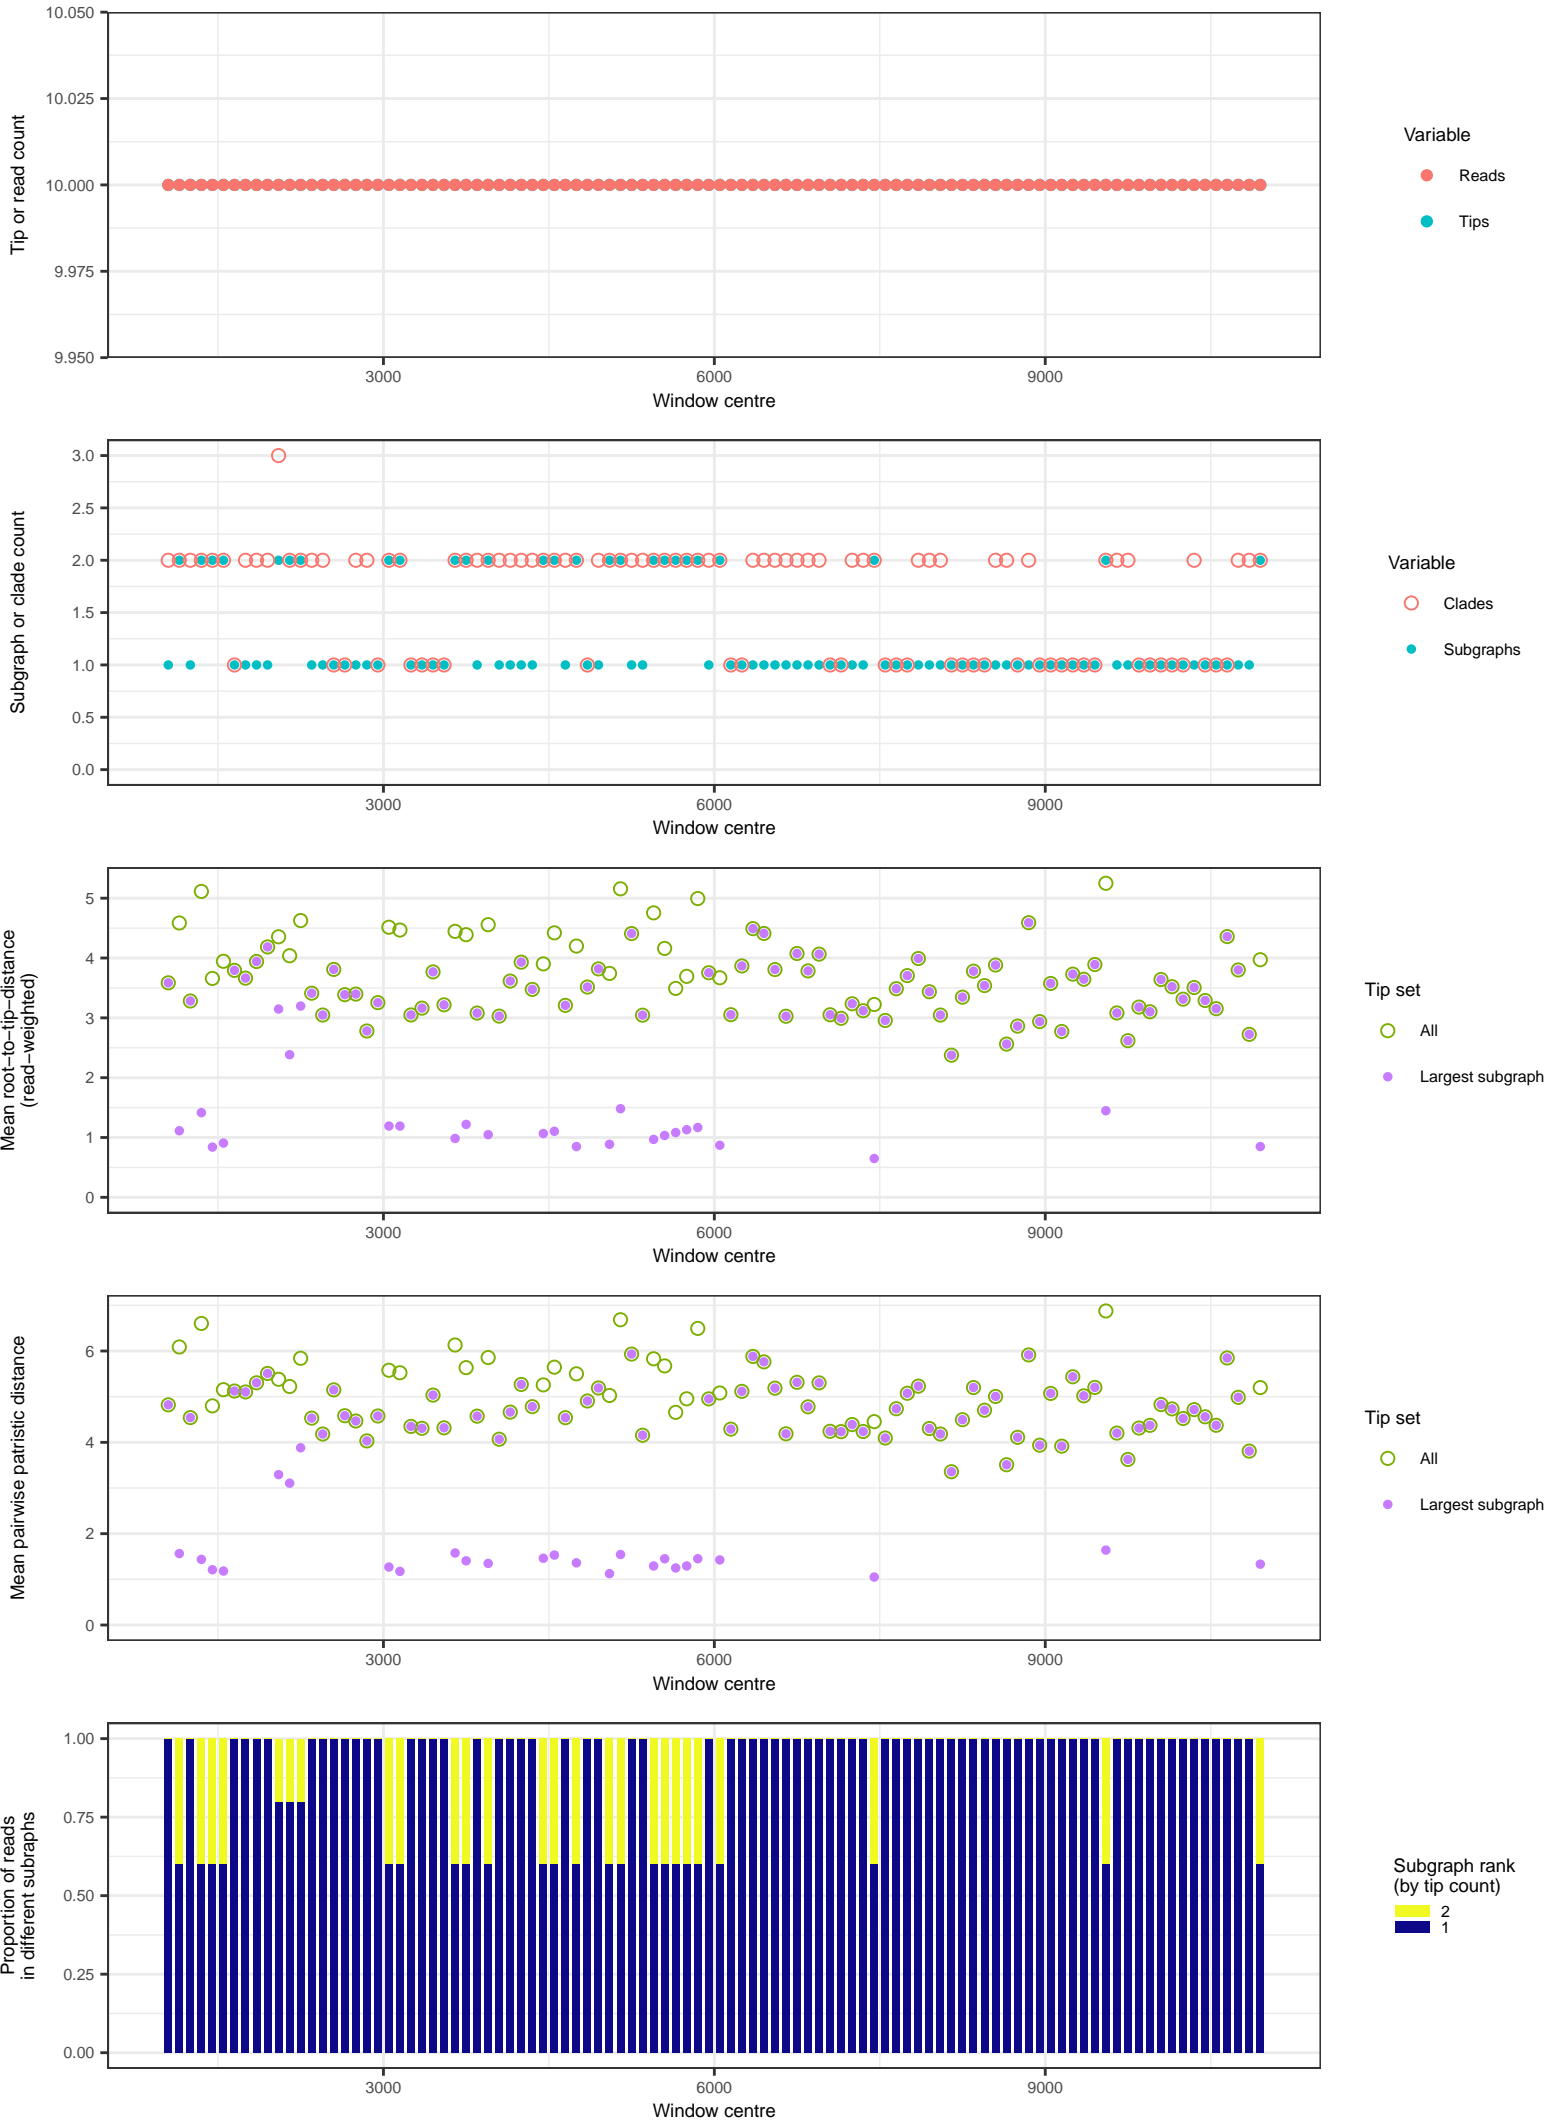 10.050
10.025
10.000
9.975
9.950
Tip or read count
3000 6000 9000
Window centre
Variable
Reads
Tips
3.0
2.5
2.0
1.5
1.0
0.5
0.0
Subgraph or clade count
3000 6000 9000
Window centre
Variable
Clades
Subgraphs
5
4
3
2
1
0
Mean root−to−tip−distance
(read−weighted)
3000 6000 9000
Window centre
Tip set
All
Largest subgraph
6
4
2
0
Mean pairwise patristic distance
3000 6000 9000
Window centre
Tip set
All
Largest subgraph
1.00
0.75
0.50
0.25
0.00
Proportion of reads
in different subraphs
3000 6000 9000
Window centre
Subgraph rank
(by tip count)
2
1